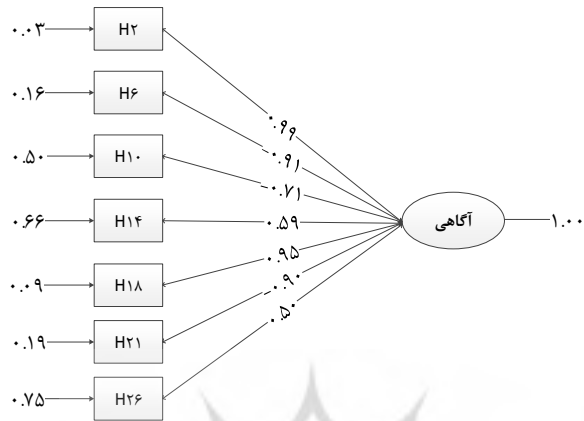 ۰.۰۳ H۲ ۰.۹۹
۰.۱۶ H۶ -۰.۹۱
۰.۵۰ H۱۰ -۰.۷۱
۰.۶۶ H۱۴ ۰.۵۹ آگاهی ۱.۰۰
۰.۰۹ H۱۸ ۰.۹۵
۰.۱۹ H۲۱ -۰.۹۰
۰.۷۵ H۲۶ ۰.۵۰